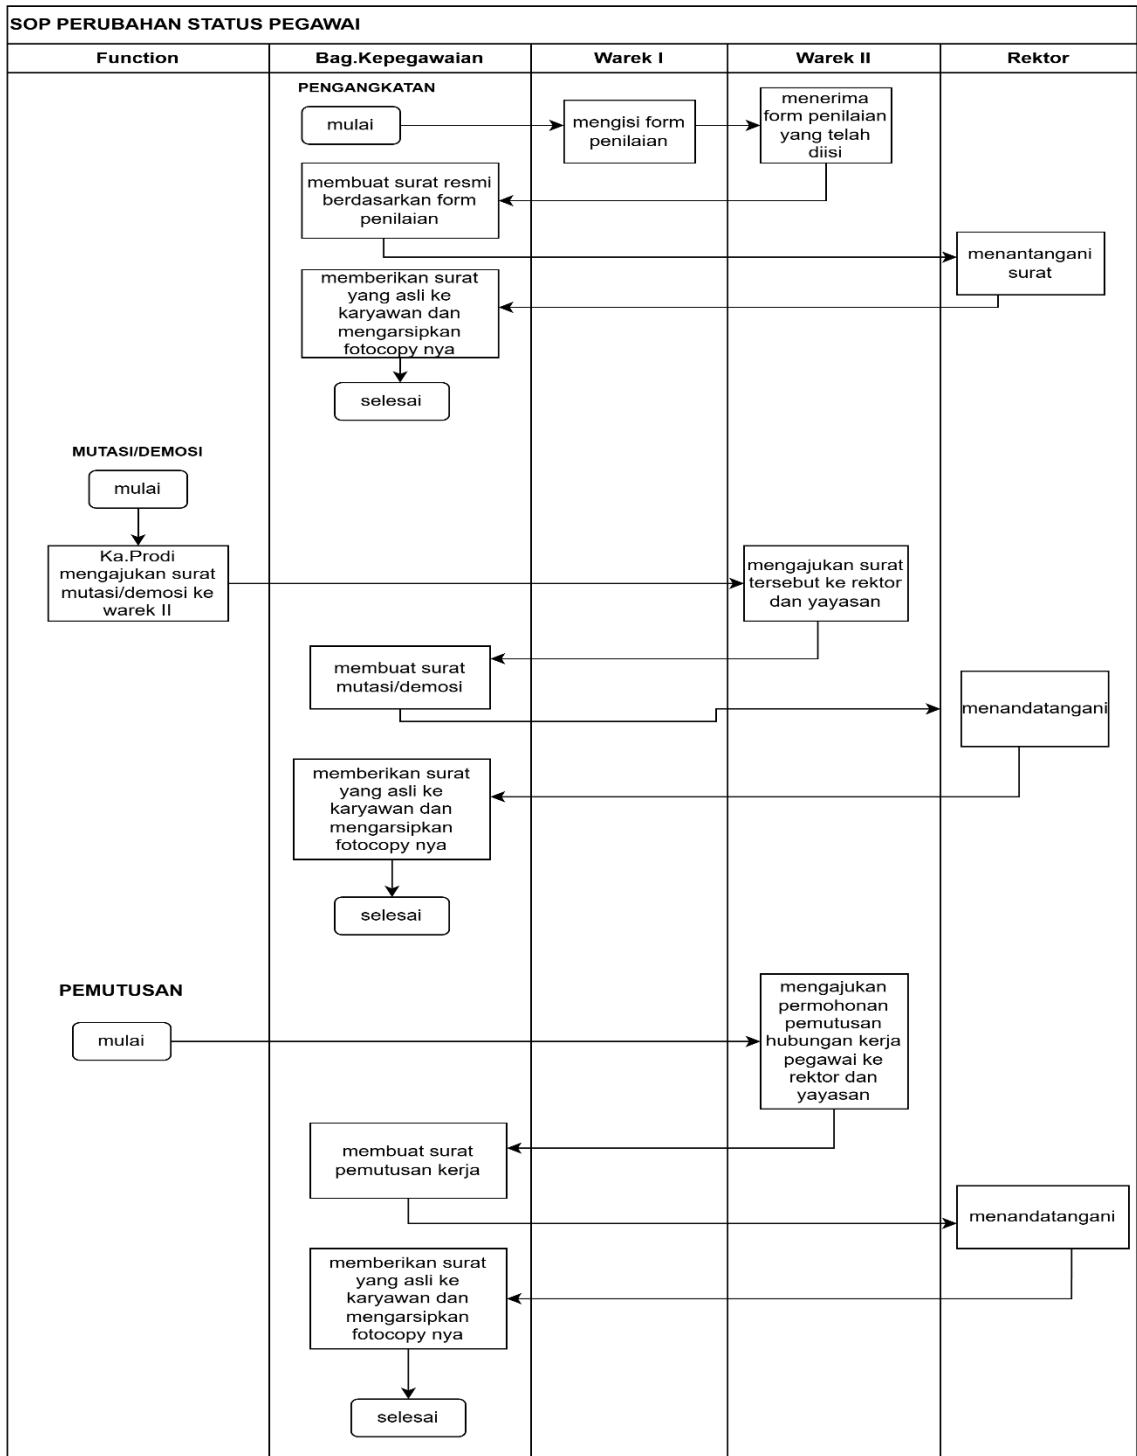 SOP PERUBAHAN STATUS PEGAWAI
Function
Bag.Kepegawaian
Warek I
Warek II
Rektor
PENGANGKATAN
mulai
mengisi form
penilaian
menerima
form penilaian
yang telah
diisi
membuat surat resmi
berdasarkan form
penilaian
menantangani
surat
memberikan surat
yang asli ke
karyawan dan
mengarsipkan
fotocopy nya
selesai
MUTASI/DEMOSI
mulai
Ka.Prodi
mengajukan surat
mutasi/demosi ke
warek II
mengajukan surat
tersebut ke rektor
dan yayasan
membuat surat
mutasi/demosi
menandatangani
memberikan surat
yang asli ke
karyawan dan
mengarsipkan
fotocopy nya
selesai
PEMUTUSAN
mulai
mengajukan
permohonan
pemutusan
hubungan kerja
pegawai ke
rektor dan
yayasan
membuat surat
pemutusan kerja
menandatangani
memberikan surat
yang asli ke
karyawan dan
mengarsipkan
fotocopy nya
selesai